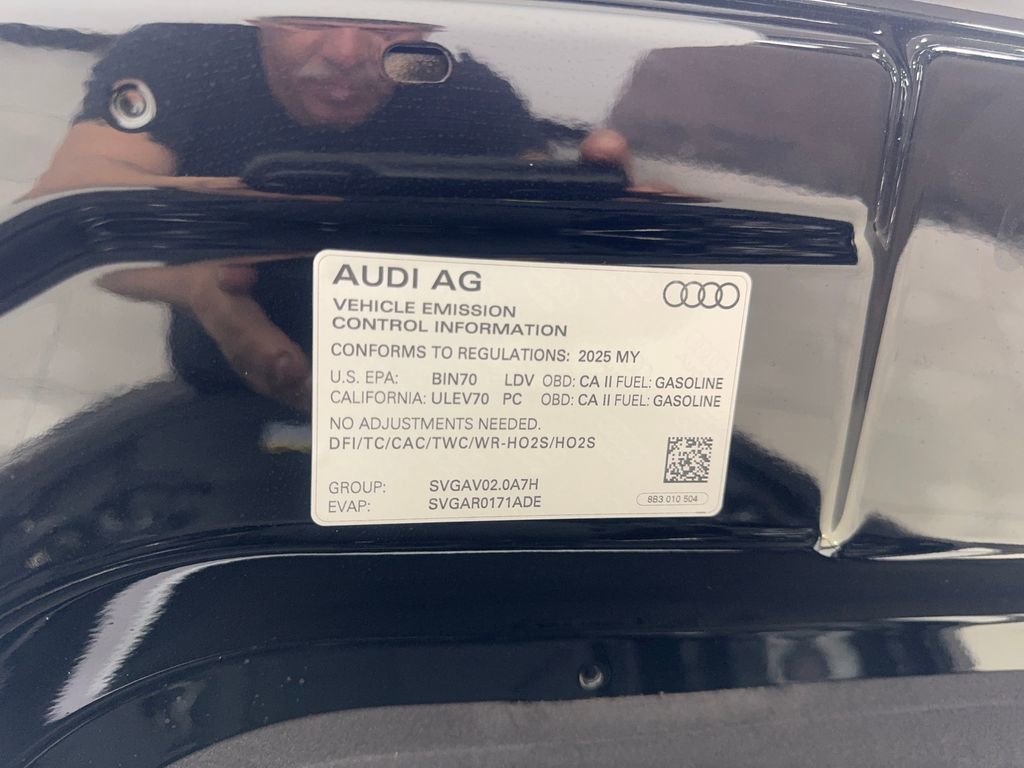 AUDI AG
VEHICLE EMISSION
CONTROL INFORMATION
CONFORMS TO REGULATIONS: 2025 MY
U.S. EPA: BIN70 LDV OBD: CA II FUEL: GASOLINE
CALIFORNIA: ULEV70 PC OBD: CA II FUEL: GASOLINE
NO ADJUSTMENTS NEEDED.
DFI/TC/CAC/TWC/WR-HO2S/HO2S
GROUP: SVGAV02.0A7H
EVAP: SVGAR0171ADE
8B3 010 504